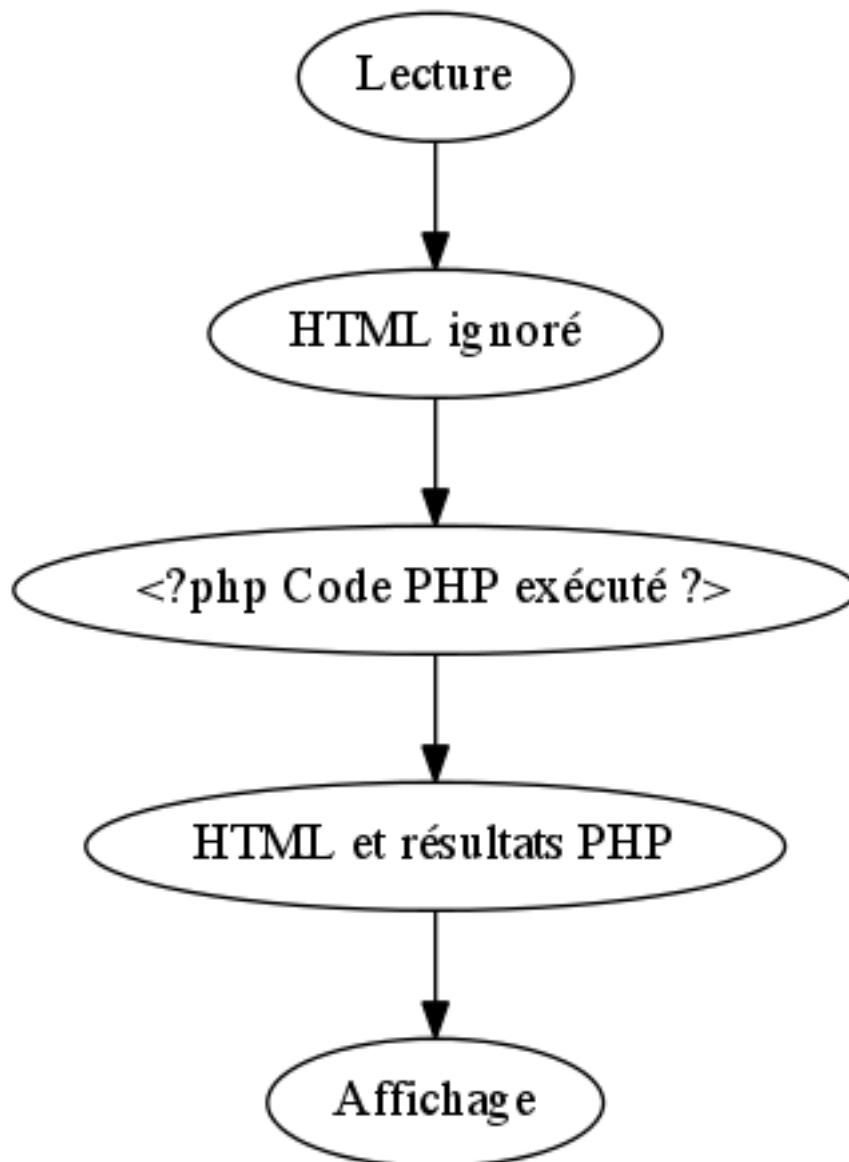 Lecture
HTML ignoré
<?php Code PHP exécuté ?>
HTML et résultats PHP
Affichage